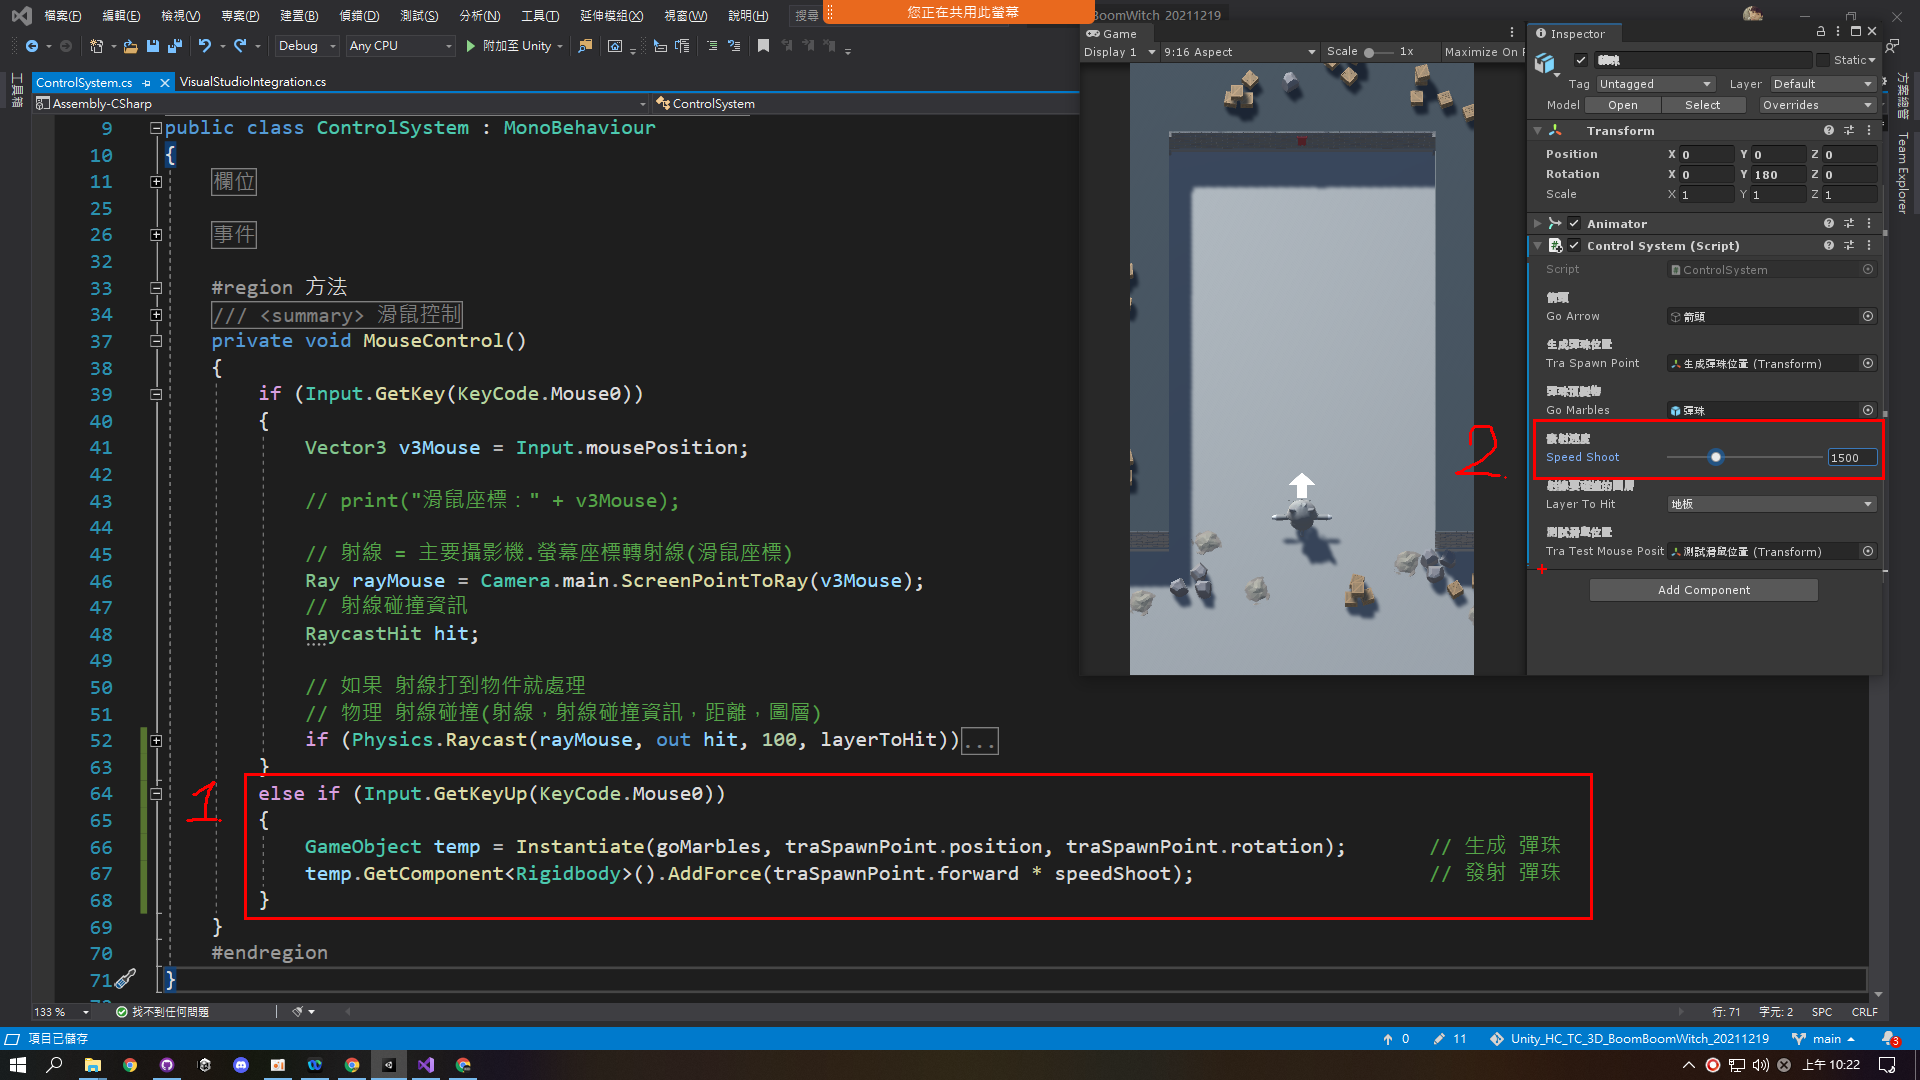 檔案(F) 編輯(E) 檢視(V) 專案(P) 建置(B) 偵錯(D) 測試(S) 分析(N) 工具(T) 延伸模組(X) 視窗(W) 說明(H) 搜尋
您正在共用此螢幕
BoomWitch 20211219
Debug Any CPU 附加至 Unity
ControlSystem.cs VisualStudioIntegration.cs
Assembly-CSharp ControlSystem
工具箱
9 public class ControlSystem : MonoBehaviour
10 {
11 欄位
25
26 事件
32
33 #region 方法
34 /// <summary> 滑鼠控制
37 private void MouseControl()
38 {
39 if (Input.GetKey(KeyCode.Mouse0))
40 {
41 Vector3 v3Mouse = Input.mousePosition;
42
43 // print("滑鼠座標：" + v3Mouse);
44
45 // 射線 = 主要攝影機.螢幕座標轉射線(滑鼠座標)
46 Ray rayMouse = Camera.main.ScreenPointToRay(v3Mouse);
47 // 射線碰撞資訊
48 RaycastHit hit;
49
50 // 如果 射線打到物件就處理
51 // 物理 射線碰撞(射線，射線碰撞資訊，距離，圖層)
52 if (Physics.Raycast(rayMouse, out hit, 100, layerToHit))...
63 }
64 else if (Input.GetKeyUp(KeyCode.Mouse0))
65 {
66 GameObject temp = Instantiate(goMarbles, traSpawnPoint.position, traSpawnPoint.rotation); // 生成 彈珠
67 temp.GetComponent<Rigidbody>().AddForce(traSpawnPoint.forward * speedShoot); // 發射 彈珠
68 }
69 }
70 #endregion
71 }
1
2
Game
Display 1 9:16 Aspect Scale 1x Maximize On P
Inspector
Static
Tag Untagged Layer Default
Model Open Select Overrides
Transform
Position X 0 Y 0 Z 0
Rotation X 0 Y 180 Z 0
Scale X 1 Y 1 Z 1
Animator
Control System (Script)
Script ControlSystem
箭頭
Go Arrow 箭頭
生成彈珠位置
Tra Spawn Point 生成彈珠位置 (Transform)
彈珠預製物
Go Marbles 彈珠
發射速度
Speed Shoot 1500
射線要碰撞的圖層
Layer To Hit 地板
測試滑鼠位置
Tra Test Mouse Posit 測試滑鼠位置 (Transform)
Add Component
方案總管
Team Explorer
133 % 找不到任何問題 行: 71 字元: 2 SPC CRLF
項目已儲存 0 11 Unity_HC_TC_3D_BoomBoomWitch_20211219 main 3
上午 10:22